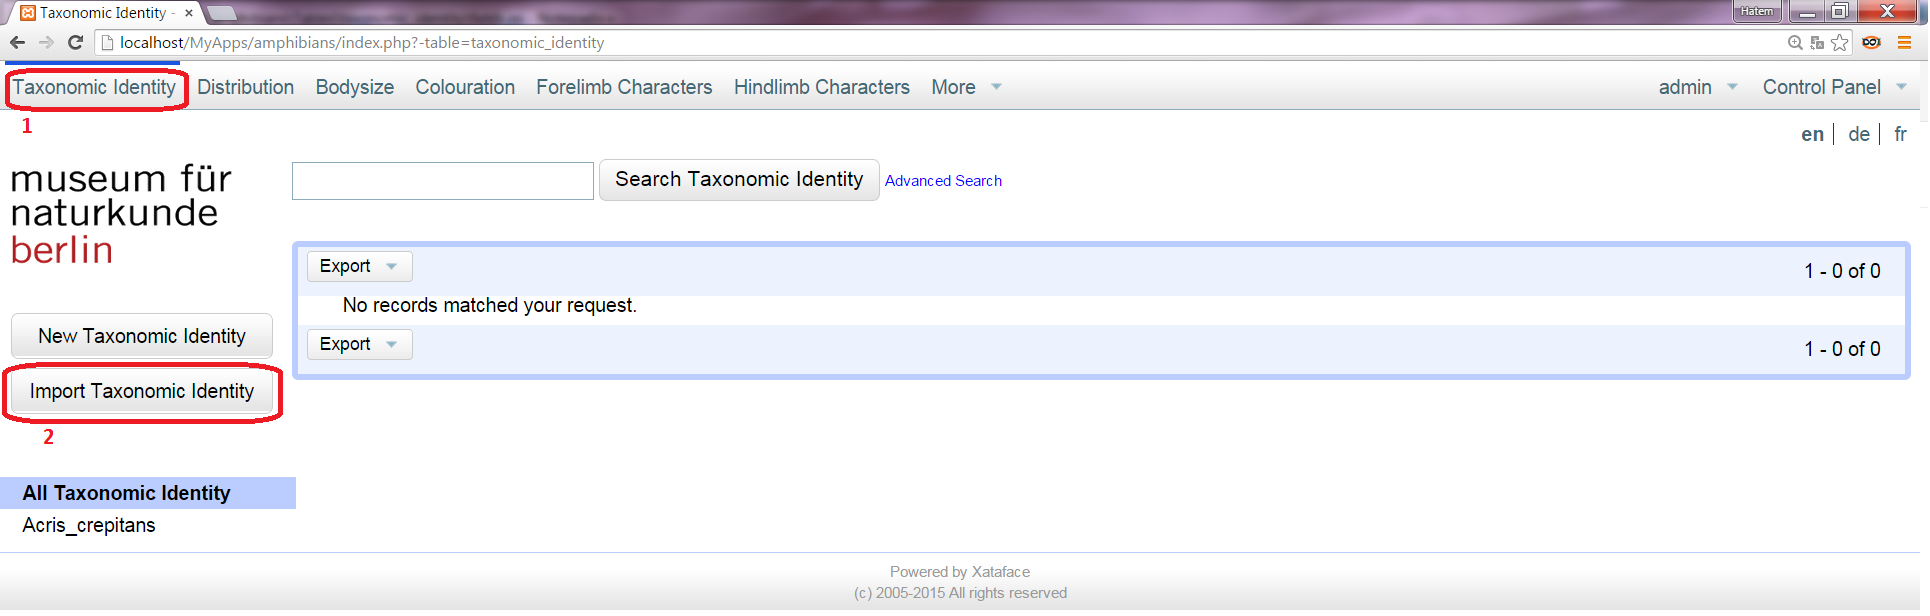 Taxonomic Identity -
Hatem
localhost/MyApps/amphibians/index.php?-table=taxonomic_identity
Taxonomic Identity Distribution Bodysize Colouration Forelimb Characters Hindlimb Characters More admin Control Panel
1
en de fr
museum für
naturkunde
berlin
Search Taxonomic Identity Advanced Search
Export 1 - 0 of 0
No records matched your request.
Export 1 - 0 of 0
New Taxonomic Identity
Import Taxonomic Identity
2
All Taxonomic Identity
Acris_crepitans
Powered by Xataface
(c) 2005-2015 All rights reserved